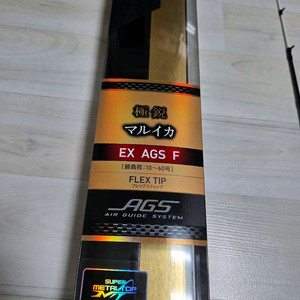 極鋭
マルイカ
EX AGS F
[錘負荷:10~60号]
FLEX TIP
フレックスティップ
AGS
AIR GUIDE SYSTEM
SUPER
METAL TOP
MT